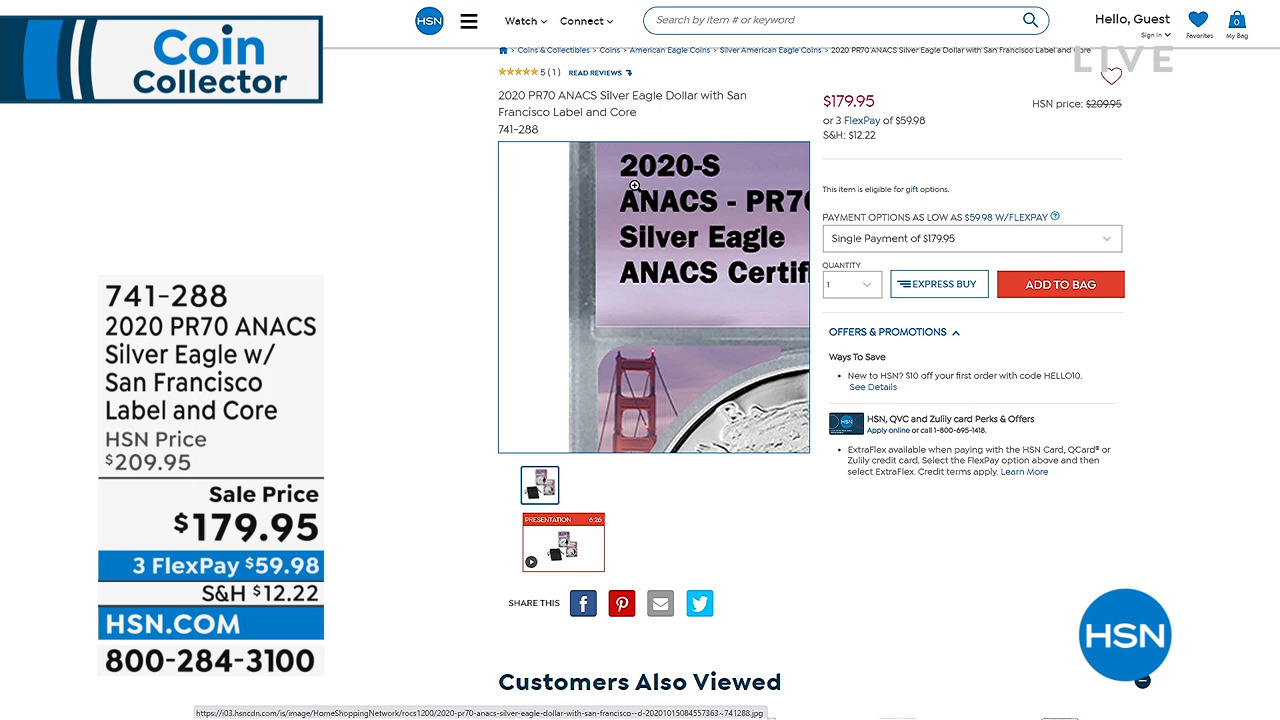 Coin
Collector
HSN
Watch
Connect
Search by item # or keyword
Hello, Guest
Sign In
Favorites
0
My Bag
LIVE
> Coins & Collectibles > Coins > American Eagle Coins > Silver American Eagle Coins > 2020 PR70 ANACS Silver Eagle Dollar with San Francisco Label and Core
5 ( 1 ) READ REVIEWS
2020 PR70 ANACS Silver Eagle Dollar with San
Francisco Label and Core
741-288
$179.95
HSN price: $209.95
or 3 FlexPay of $59.98
S&H: $12.22
This item is eligible for gift options.
PAYMENT OPTIONS AS LOW AS $59.98 W/FLEXPAY ?
Single Payment of $179.95
QUANTITY
1
EXPRESS BUY
ADD TO BAG
OFFERS & PROMOTIONS
Ways To Save
• New to HSN? $10 off your first order with code HELLO10.
See Details
HSN
HSN, QVC and Zulily card Perks & Offers
Apply online or call 1-800-695-1418.
• ExtraFlex available when paying with the HSN Card, QCard® or
Zulily credit card. Select the FlexPay option above and then
select ExtraFlex. Credit terms apply. Learn More
2020-S
ANACS - PR70
Silver Eagle
ANACS Certif
PRESENTATION 6:26
SHARE THIS
Customers Also Viewed
741-288
2020 PR70 ANACS
Silver Eagle w/
San Francisco
Label and Core
HSN Price
$209.95
Sale Price
$179.95
3 FlexPay $59.98
S&H $12.22
HSN.COM
800-284-3100
HSN
https://i03.hsncdn.com/is/image/HomeShoppingNetwork/rocs1200/2020-pr70-anacs-silver-eagle-dollar-with-san-francisco--d-20201015084557363~741288.jpg